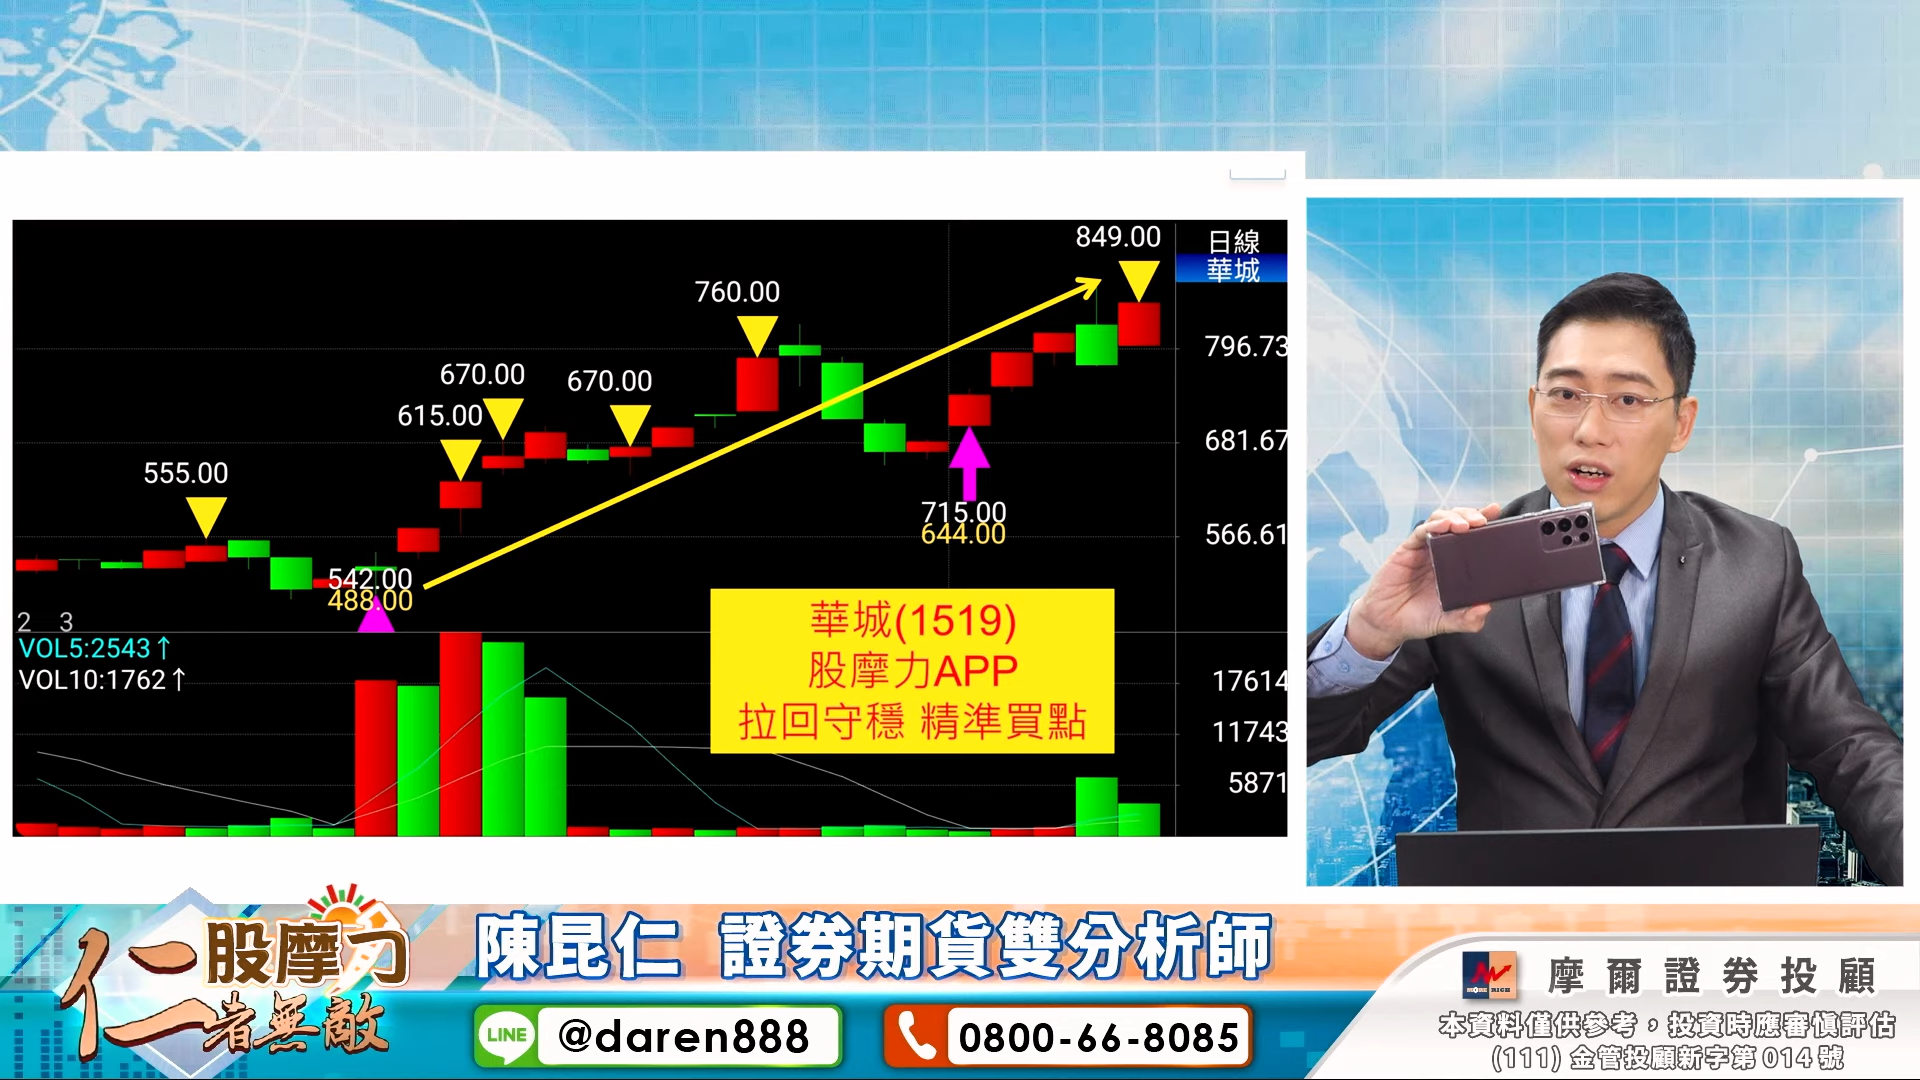 849.00
日線
華城
760.00
796.73
670.00
670.00
615.00
681.67
555.00
715.00
644.00
566.61
542.00
488.00
2 3
VOL5:2543↑
VOL10:1762↑
華城(1519)
股摩力APP
拉回守穩 精準買點
17614
11743
5871
股摩力
仁者無敵
陳昆仁 證券期貨雙分析師
LINE
@daren888
0800-66-8085
摩爾證券投顧
本資料僅供參考，投資時應審慎評估
(111) 金管投顧新字第 014 號